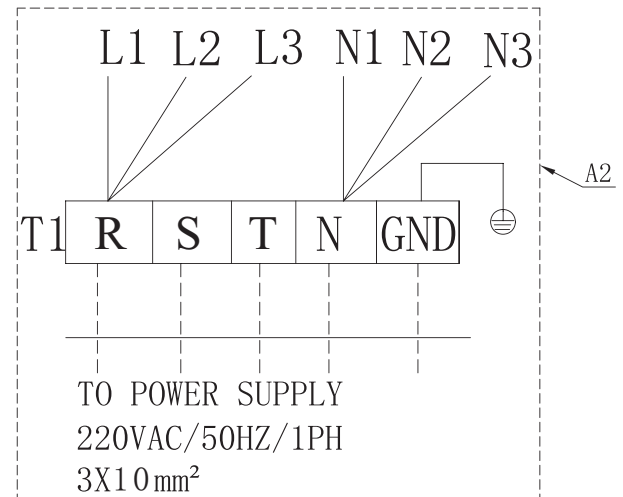 L1 L2 L3 N1 N2 N3
A2
T1 R S T N GND
TO POWER SUPPLY
220VAC/50HZ/1PH
3X10mm²